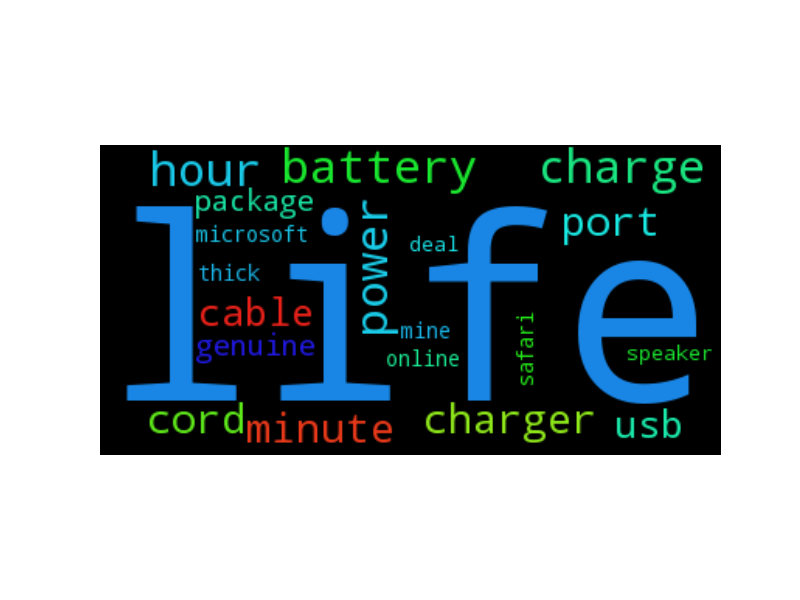 hour battery charge
package
microsoft
deal
port
life
thick
power
cable
mine
genuine
online
safari
speaker
cord minute charger usb